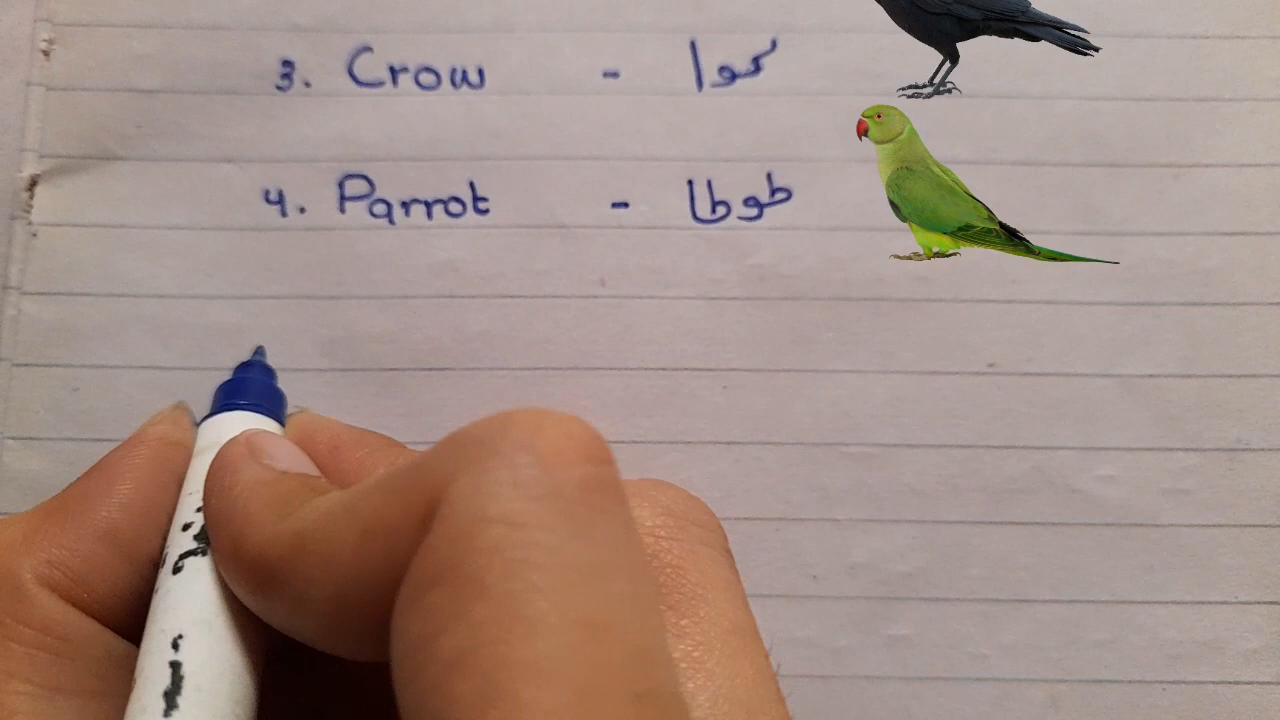 3. Crow - کوا
4. Parrot - طوطا